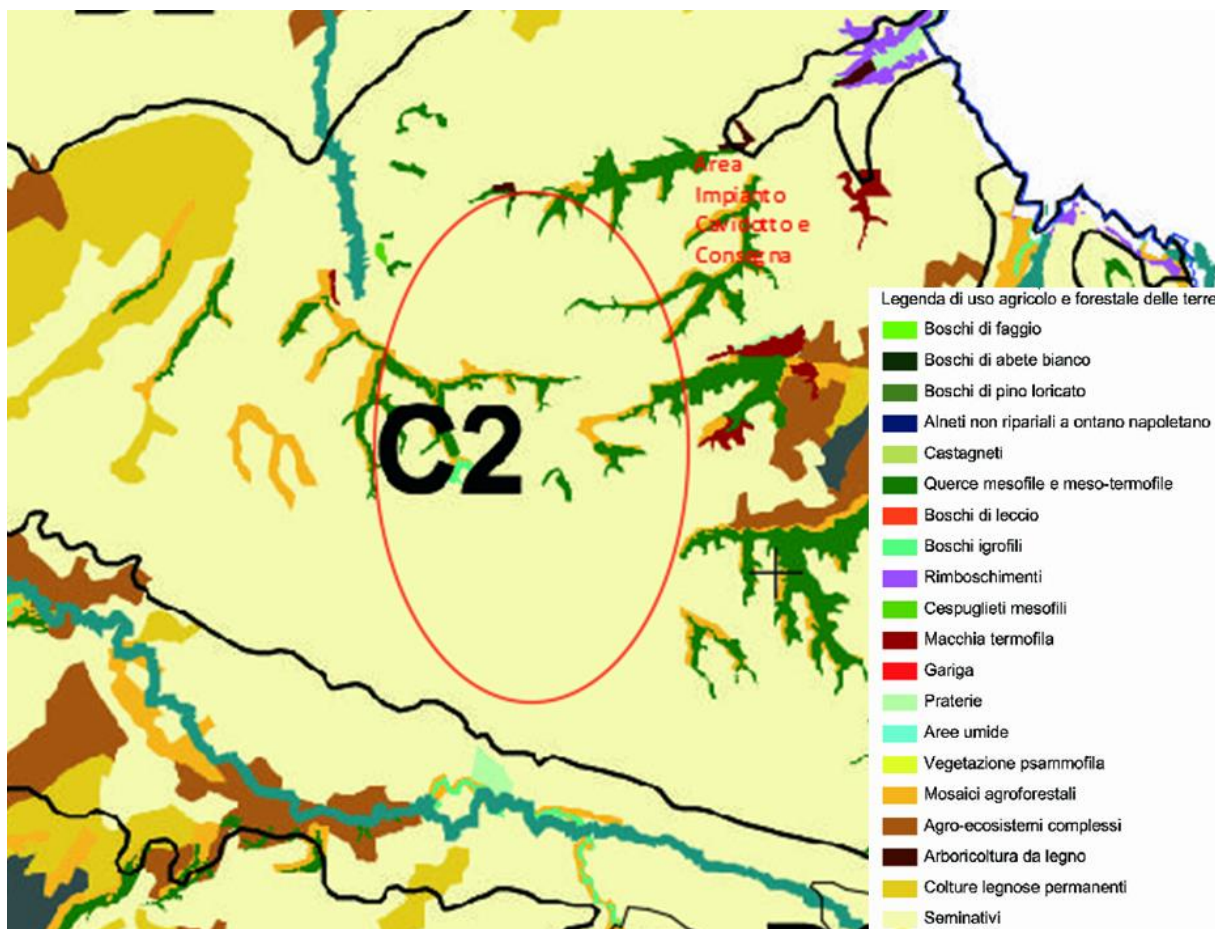 Area
Impianto
Cavidotto e
Consegna
C2
Legenda di uso agricolo e forestale delle terre
Boschi di faggio
Boschi di abete bianco
Boschi di pino loricato
Alneti non ripariali a ontano napoletano
Castagneti
Querce mesofile e meso-termofile
Boschi di leccio
Boschi igrofili
Rimboschimenti
Cespuglieti mesofili
Macchia termofila
Gariga
Praterie
Aree umide
Vegetazione psammofila
Mosaici agroforestali
Agro-ecosistemi complessi
Arboricoltura da legno
Colture legnose permanenti
Seminativi